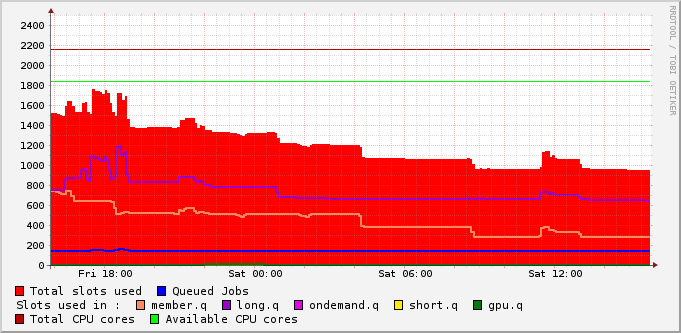 RRDTOOL / TOBI OETIKER
2400
2200
2000
1800
1600
1400
1200
1000
800
600
400
200
0
Fri 18:00 Sat 00:00 Sat 06:00 Sat 12:00
Total slots used Queued Jobs
Slots used in : member.q long.q ondemand.q short.q gpu.q
Total CPU cores Available CPU cores